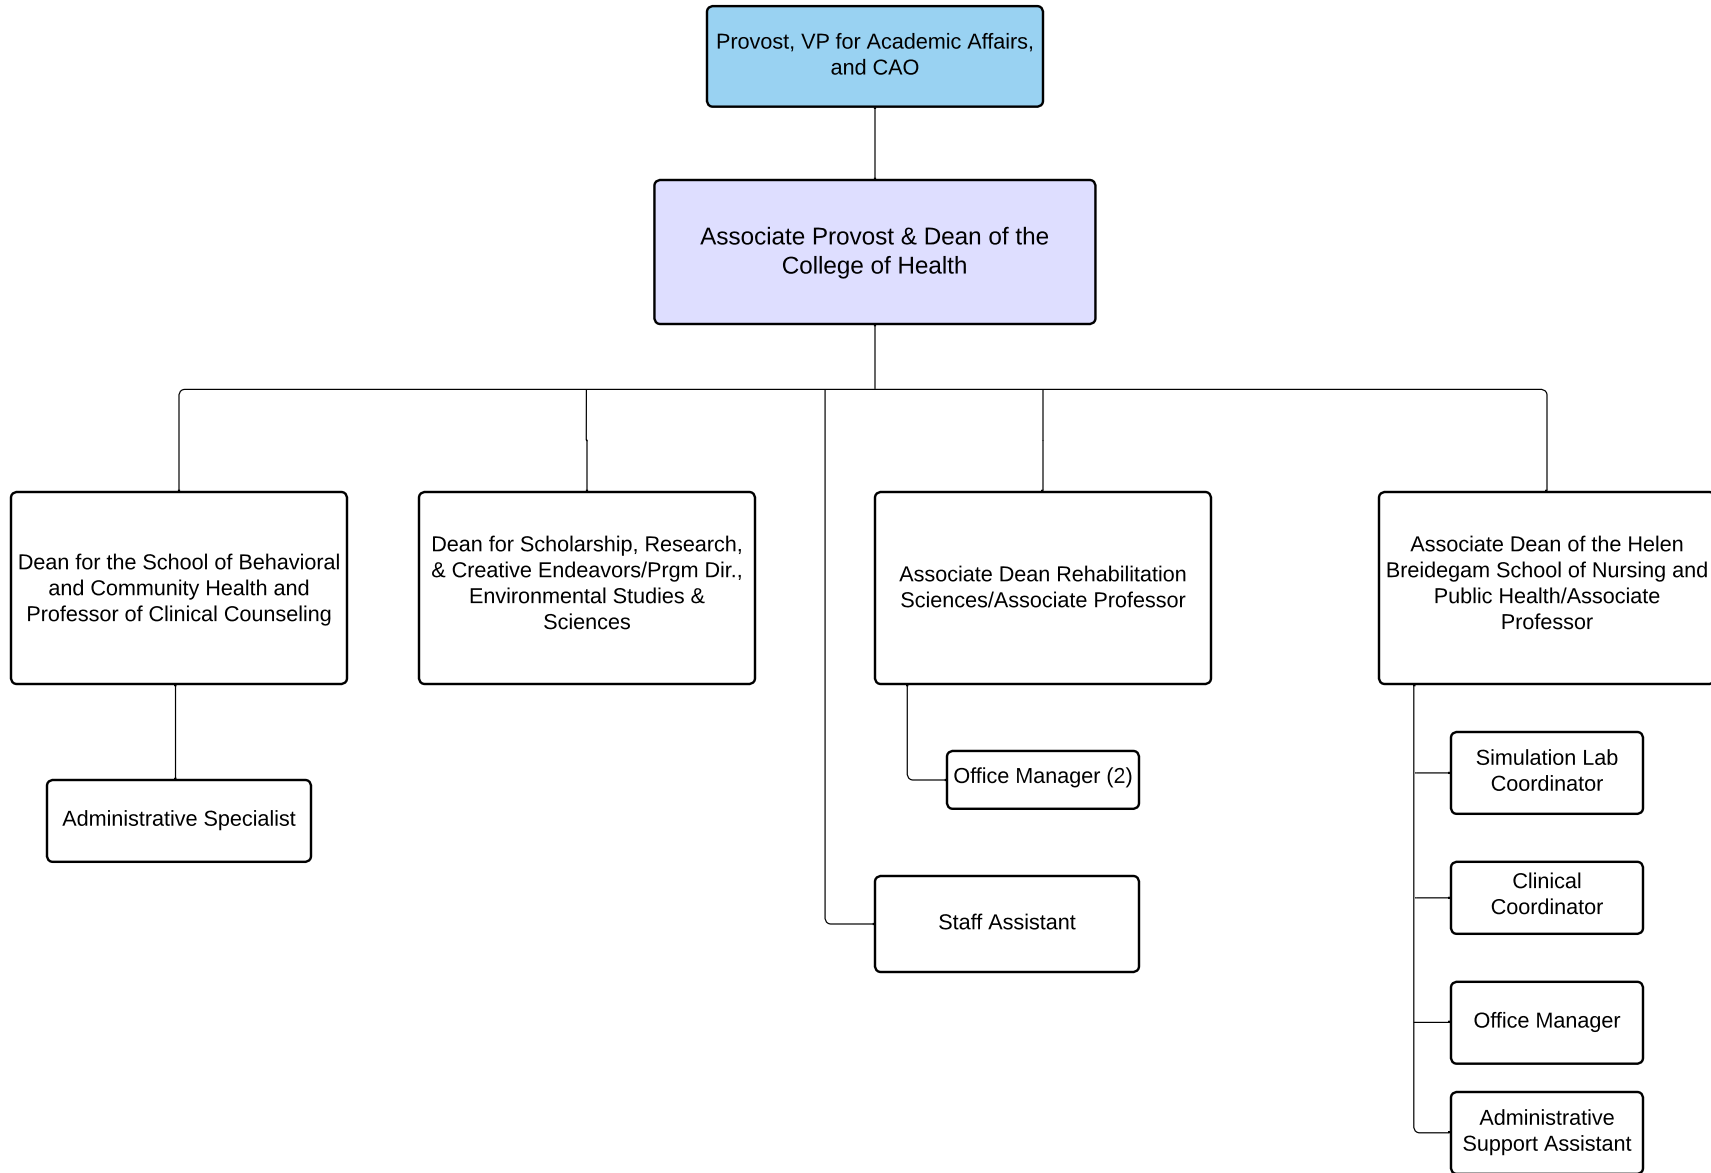 Provost, VP for Academic Affairs,
and CAO
Associate Provost & Dean of the
College of Health
Dean for the School of Behavioral
and Community Health and
Professor of Clinical Counseling
Dean for Scholarship, Research,
& Creative Endeavors/Prgm Dir.,
Environmental Studies &
Sciences
Associate Dean Rehabilitation
Sciences/Associate Professor
Associate Dean of the Helen
Breidegam School of Nursing and
Public Health/Associate
Professor
Administrative Specialist
Office Manager (2)
Staff Assistant
Simulation Lab
Coordinator
Clinical
Coordinator
Office Manager
Administrative
Support Assistant